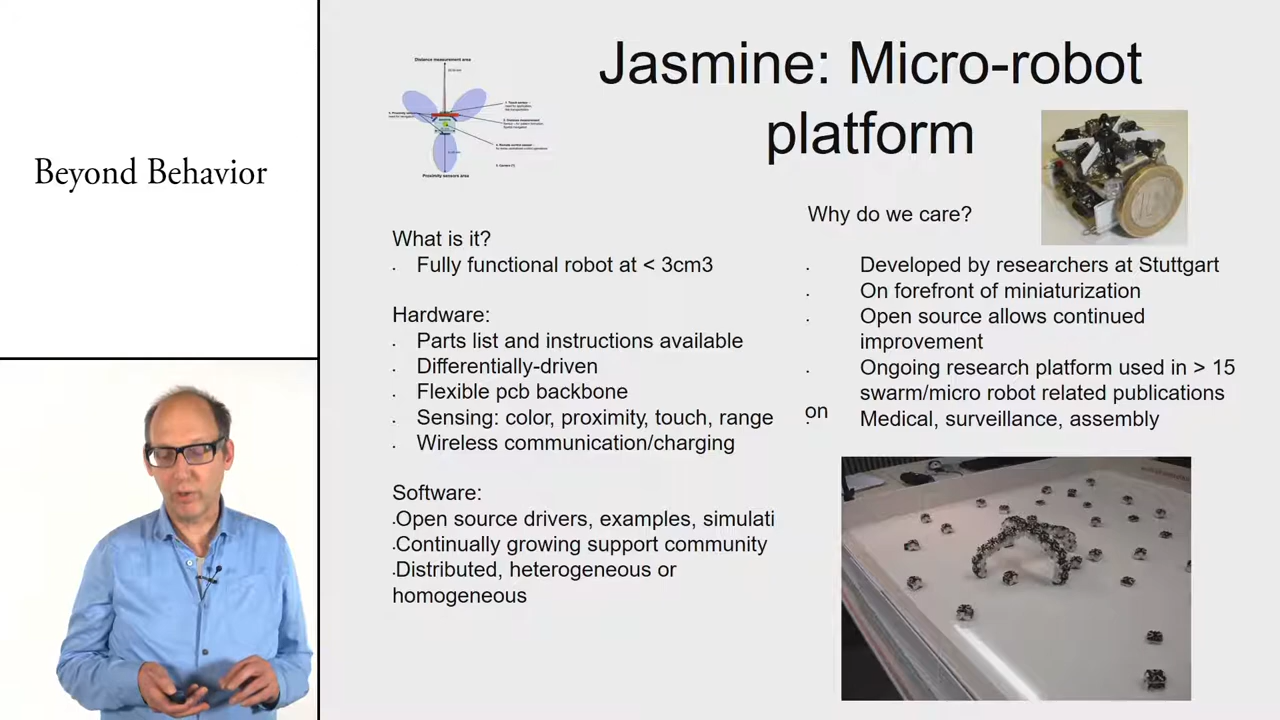 Beyond Behavior
Jasmine: Micro-robot
platform
Distance measurement area
Proximity sensors area
What is it?
. Fully functional robot at < 3cm3
Hardware:
. Parts list and instructions available
. Differentially-driven
. Flexible pcb backbone
. Sensing: color, proximity, touch, range
. Wireless communication/charging
Software:
.Open source drivers, examples, simulati
.Continually growing support community
.Distributed, heterogeneous or
homogeneous
Why do we care?
. Developed by researchers at Stuttgart
. On forefront of miniaturization
. Open source allows continued
improvement
. Ongoing research platform used in > 15
swarm/micro robot related publications
on
. Medical, surveillance, assembly